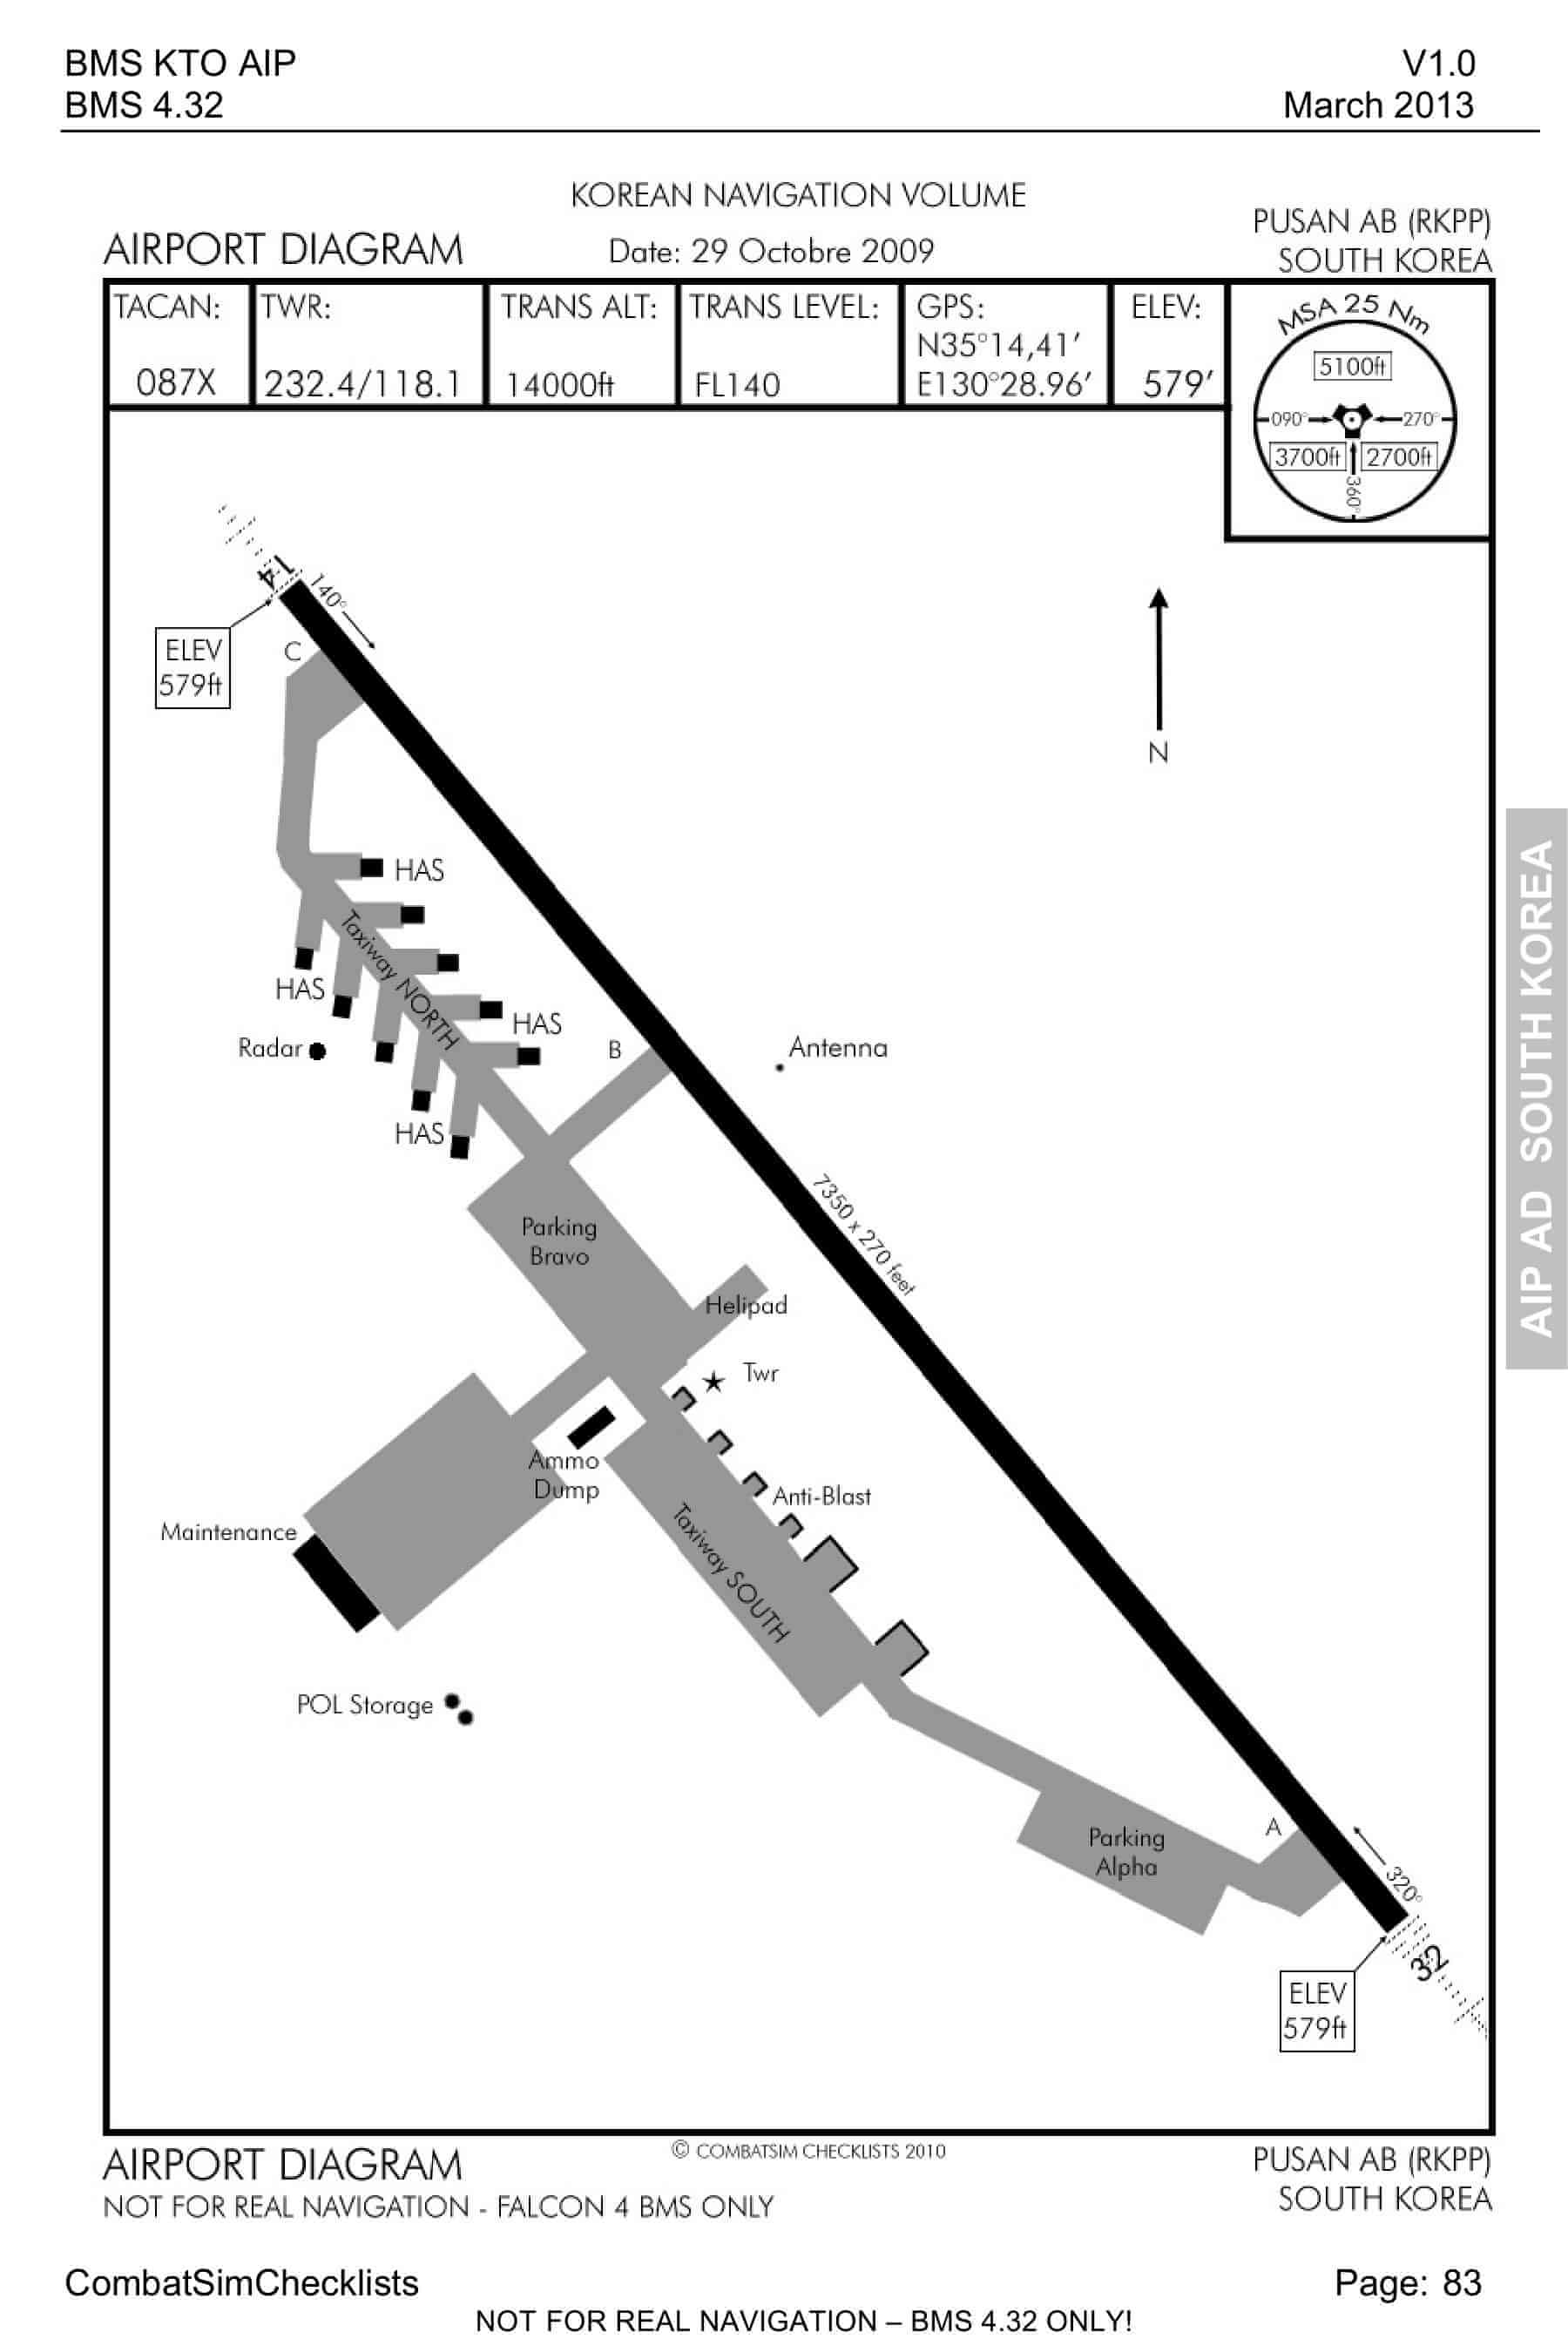 BMS KTO AIP
V1.0
BMS 4.32
March 2013
KOREAN NAVIGATION VOLUME
PUSAN AB (RKPP)
AIRPORT DIAGRAM
Date: 29 Octobre 2009
SOUTH KOREA
TACAN:
087X
TWR:
232.4/118.1
TRANS ALT:
14000ft
TRANS LEVEL:
FL140
GPS:
N35°14,41′
E130°28.96′
ELEV:
579′
MSA 25 Nm
5100ft
090°
270°
3700ft
2700ft
360°
14
140°
ELEV
579ft
C
N
HAS
Taxiway NORTH
HAS
HAS
Radar
B
Antenna
HAS
7350 x 270 feet
Parking
Bravo
Helipad
Twr
Ammo
Dump
Anti-Blast
Taxiway SOUTH
Maintenance
POL Storage
A
Parking
Alpha
320°
32
ELEV
579ft
AIP AD SOUTH KOREA
AIRPORT DIAGRAM
© COMBATSIM CHECKLISTS 2010
PUSAN AB (RKPP)
NOT FOR REAL NAVIGATION - FALCON 4 BMS ONLY
SOUTH KOREA
CombatSimChecklists
Page: 83
NOT FOR REAL NAVIGATION – BMS 4.32 ONLY!